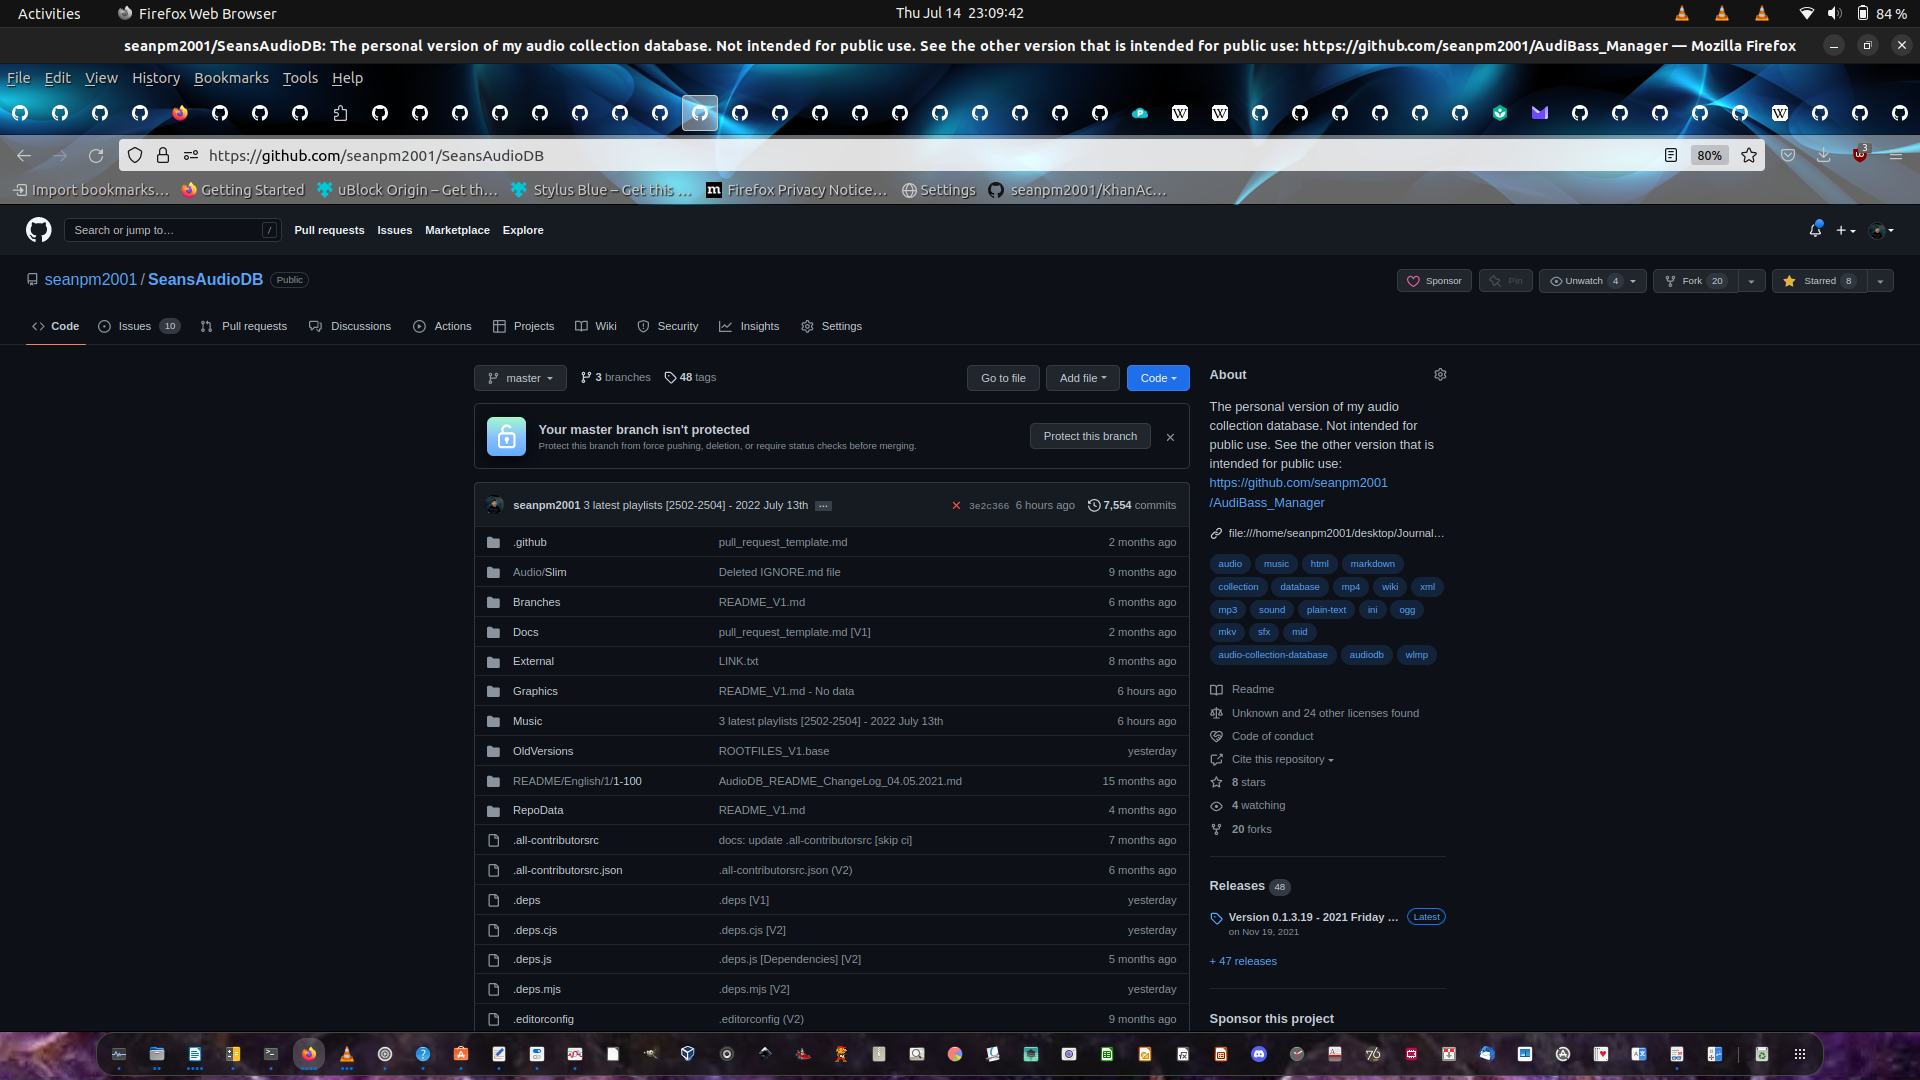 Activities Firefox Web Browser Thu Jul 14 23:09:42 84 %
seanpm2001/SeansAudioDB: The personal version of my audio collection database. Not intended for public use. See the other version that is intended for public use: https://github.com/seanpm2001/AudiBass_Manager — Mozilla Firefox
File Edit View History Bookmarks Tools Help
https://github.com/seanpm2001/SeansAudioDB 80% 3
Import bookmarks… Getting Started uBlock Origin – Get th… Stylus Blue – Get this … Firefox Privacy Notice… Settings seanpm2001/KhanAc…
Search or jump to… / Pull requests Issues Marketplace Explore
seanpm2001 / SeansAudioDB Public Sponsor Pin Unwatch 4 Fork 20 Starred 8
Code Issues 10 Pull requests Discussions Actions Projects Wiki Security Insights Settings
master 3 branches 48 tags Go to file Add file Code
Your master branch isn't protected
Protect this branch from force pushing, deletion, or require status checks before merging.
Protect this branch
seanpm2001 3 latest playlists [2502-2504] - 2022 July 13th … 3e2c366 6 hours ago 7,554 commits
.github pull_request_template.md 2 months ago
Audio/Slim Deleted IGNORE.md file 9 months ago
Branches README_V1.md 6 months ago
Docs pull_request_template.md [V1] 2 months ago
External LINK.txt 8 months ago
Graphics README_V1.md - No data 6 hours ago
Music 3 latest playlists [2502-2504] - 2022 July 13th 6 hours ago
OldVersions ROOTFILES_V1.base yesterday
README/English/1/1-100 AudioDB_README_ChangeLog_04.05.2021.md 15 months ago
RepoData README_V1.md 4 months ago
.all-contributorsrc docs: update .all-contributorsrc [skip ci] 7 months ago
.all-contributorsrc.json .all-contributorsrc.json (V2) 6 months ago
.deps .deps [V1] yesterday
.deps.cjs .deps.cjs [V2] yesterday
.deps.js .deps.js [Dependencies] [V2] 5 months ago
.deps.mjs .deps.mjs [V2] yesterday
.editorconfig .editorconfig (V2) 9 months ago
About
The personal version of my audio
collection database. Not intended for
public use. See the other version that is
intended for public use:
https://github.com/seanpm2001
/AudiBass_Manager
file:///home/seanpm2001/desktop/Journal…
audio music html markdown
collection database mp4 wiki xml
mp3 sound plain-text ini ogg
mkv sfx mid
audio-collection-database audiodb wlmp
Readme
Unknown and 24 other licenses found
Code of conduct
Cite this repository
8 stars
4 watching
20 forks
Releases 48
Version 0.1.3.19 - 2021 Friday … Latest
on Nov 19, 2021
+ 47 releases
Sponsor this project